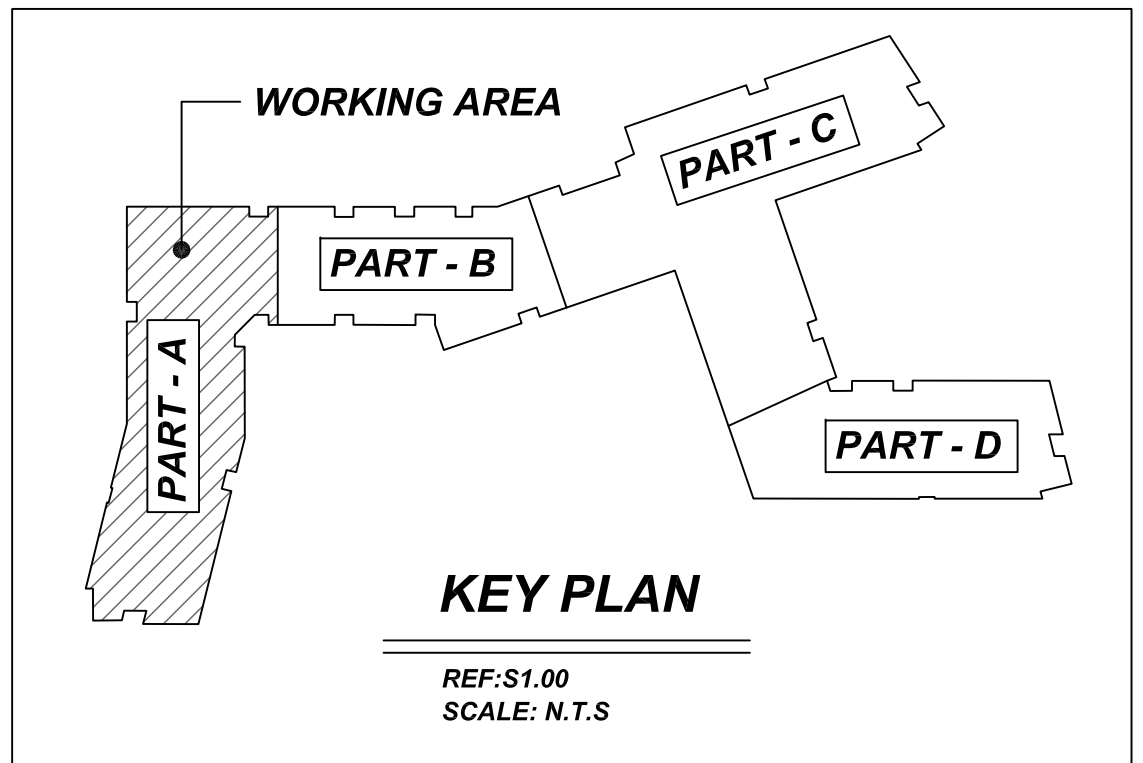 WORKING AREA
PART - C
PART - B
PART - A
PART - D
KEY PLAN
REF:S1.00
SCALE: N.T.S